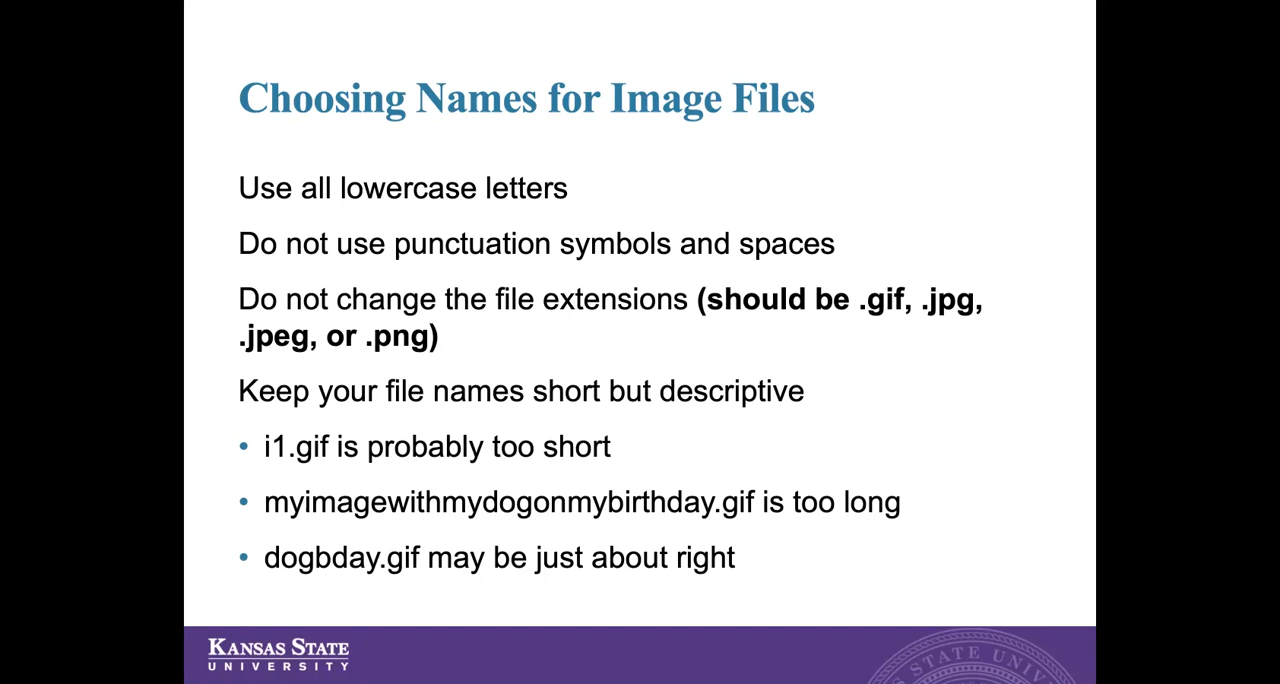 Choosing Names for Image Files
Use all lowercase letters
Do not use punctuation symbols and spaces
Do not change the file extensions (should be .gif, .jpg,
.jpeg, or .png)
Keep your file names short but descriptive
• i1.gif is probably too short
• myimagewithmydogonmybirthday.gif is too long
• dogbday.gif may be just about right
KANSAS STATE
UNIVERSITY
STATE UNIV